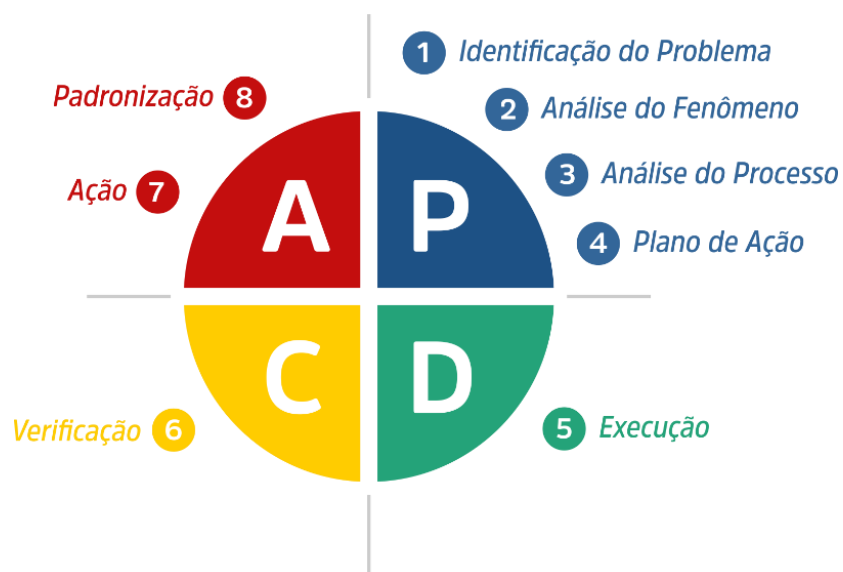 1 Identificação do Problema
2 Análise do Fenômeno
3 Análise do Processo
4 Plano de Ação
Padronização 8
Ação 7
A P
C D
Verificação 6
5 Execução